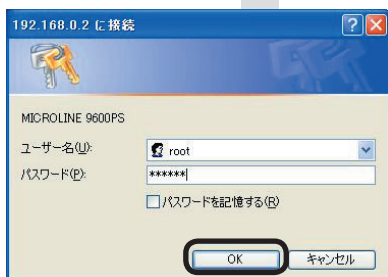 192.168.0.2 に接続
MICROLINE 9600PS
ユーザー名(U):
root
パスワード(P):
******
パスワードを記憶する(R)
OK
キャンセル